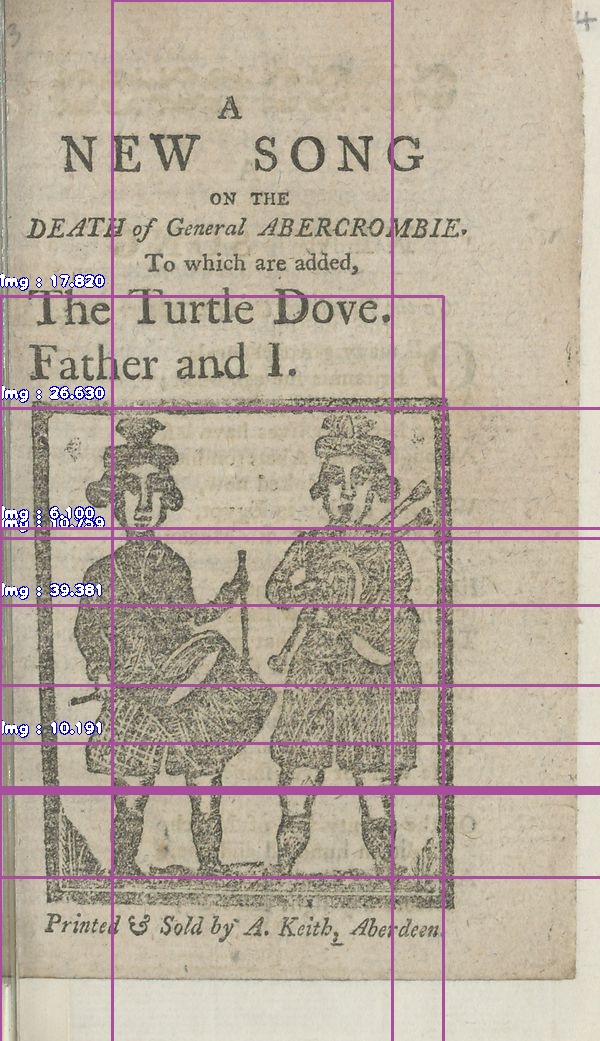 3
4
A
NEW SONG
ON THE
DEATH of General ABERCROMBIE.
To which are added,
Img : 17.820
The Turtle Dove.
Father and I.
Img : 26.630
Img : 6.100
Img : 10.759
Img : 39.381
Img : 10.191
Printed & Sold by A. Keith, Aberdeen.